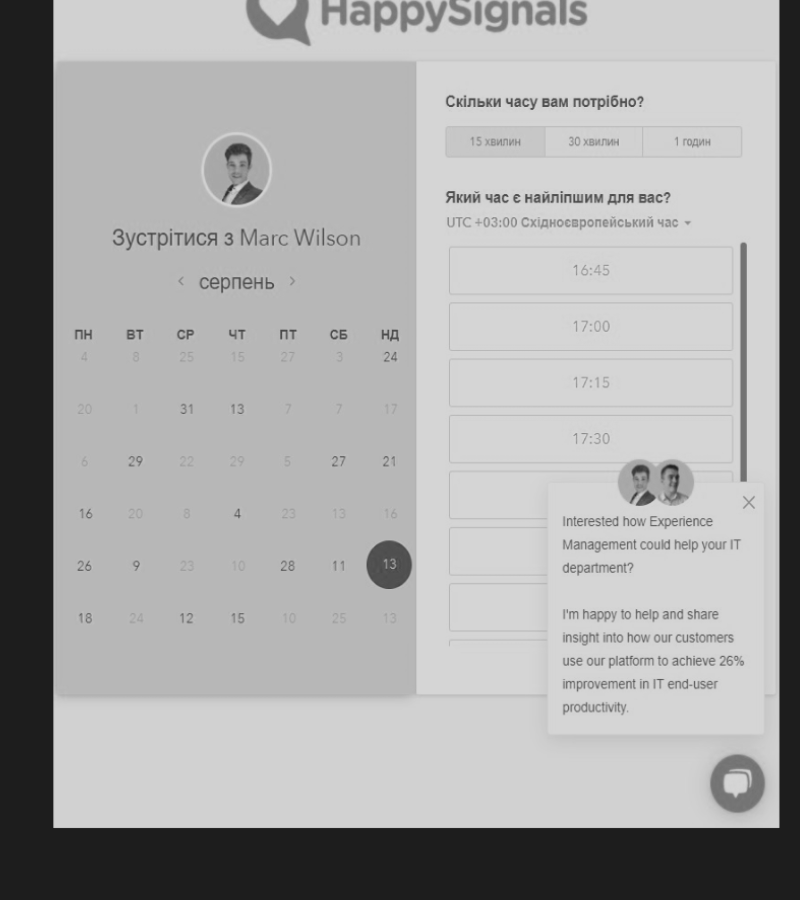 HappySignals
Зустрітися з Marc Wilson
серпень
ПН ВТ СР ЧТ ПТ СБ НД
4 8 25 15 27 3 24
20 1 31 13 7 7 17
6 29 22 29 5 27 21
16 20 8 4 23 13 16
26 9 23 10 28 11 13
18 24 12 15 10 25 13
Скільки часу вам потрібно?
15 хвилин 30 хвилин 1 годин
Який час є найліпшим для вас?
UTC +03:00 Східноєвропейський час
16:45
17:00
17:15
17:30
Interested how Experience
Management could help your IT
department?
I'm happy to help and share
insight into how our customers
use our platform to achieve 26%
improvement in IT end-user
productivity.